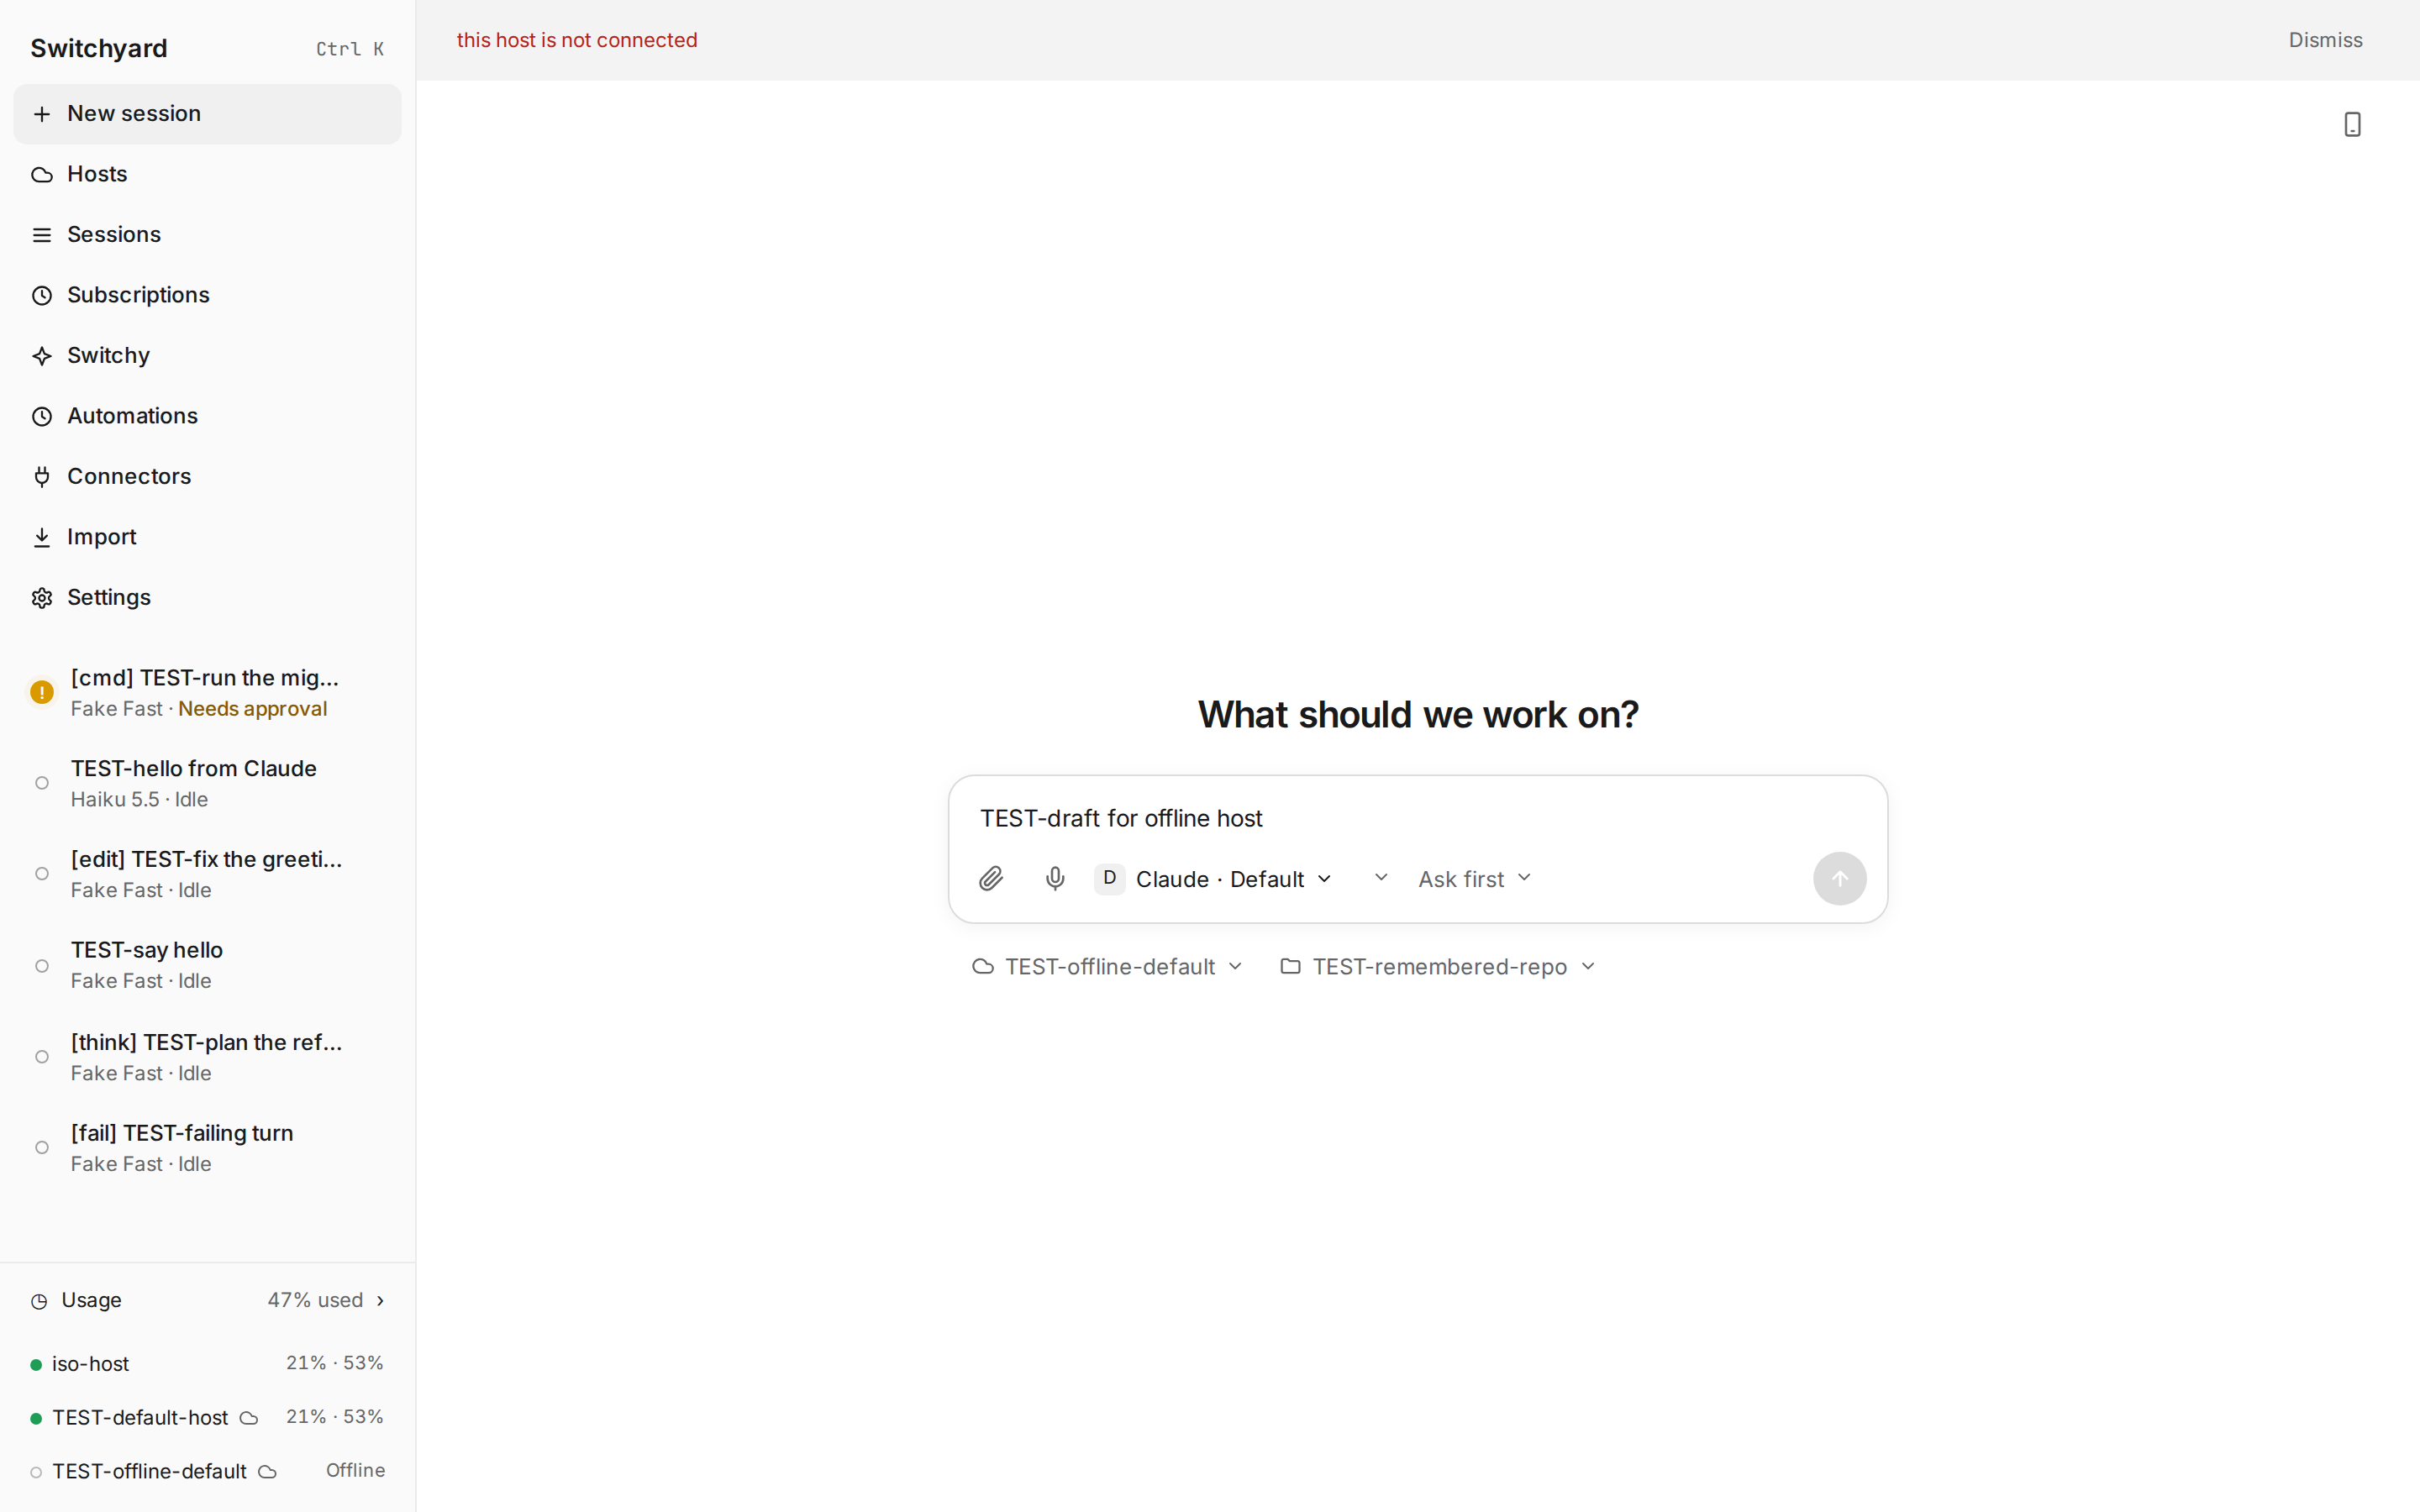 Switchyard
Ctrl K
New session
Hosts
Sessions
Subscriptions
Switchy
Automations
Connectors
Import
Settings
[cmd] TEST-run the mig...
Fake Fast · Needs approval
TEST-hello from Claude
Haiku 5.5 · Idle
[edit] TEST-fix the greeti...
Fake Fast · Idle
TEST-say hello
Fake Fast · Idle
[think] TEST-plan the ref...
Fake Fast · Idle
[fail] TEST-failing turn
Fake Fast · Idle
Usage
47% used
iso-host
21% · 53%
TEST-default-host
21% · 53%
TEST-offline-default
Offline
this host is not connected
Dismiss
What should we work on?
TEST-draft for offline host
D
Claude · Default
Ask first
TEST-offline-default
TEST-remembered-repo